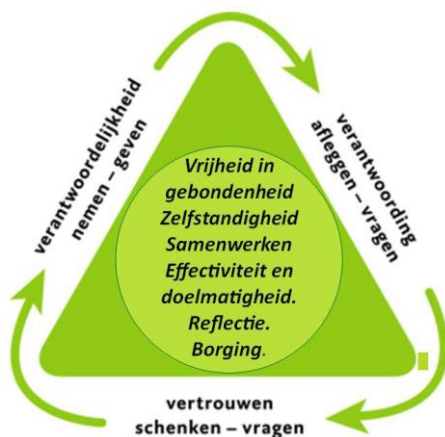 verantwoordelijkheid
nemen – geven
verantwoording
afleggen – vragen
Vrijheid in
gebondenheid
Zelfstandigheid
Samenwerken
Effectiviteit en
doelmatigheid.
Reflectie.
Borging.
vertrouwen
schenken – vragen